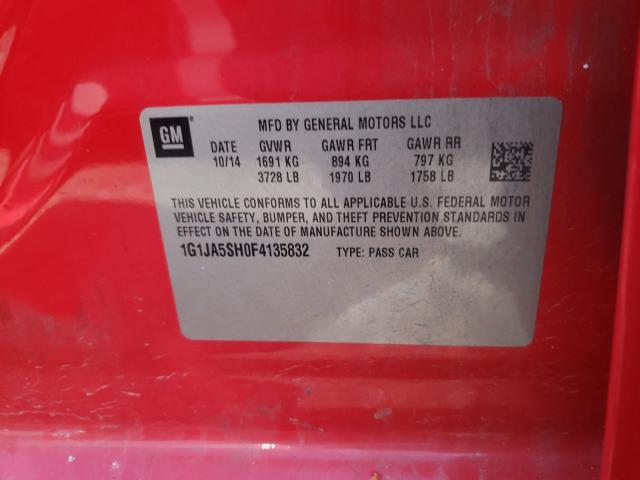 GM
MFD BY GENERAL MOTORS LLC
DATE GVWR GAWR FRT GAWR RR
10/14 1691 KG 894 KG 797 KG
3728 LB 1970 LB 1758 LB
THIS VEHICLE CONFORMS TO ALL APPLICABLE U.S. FEDERAL MOTOR
VEHICLE SAFETY, BUMPER, AND THEFT PREVENTION STANDARDS IN
EFFECT ON THE DATE OF MANUFACTURE SHOWN ABOVE.
1G1JA5SH0F4135832 TYPE: PASS CAR